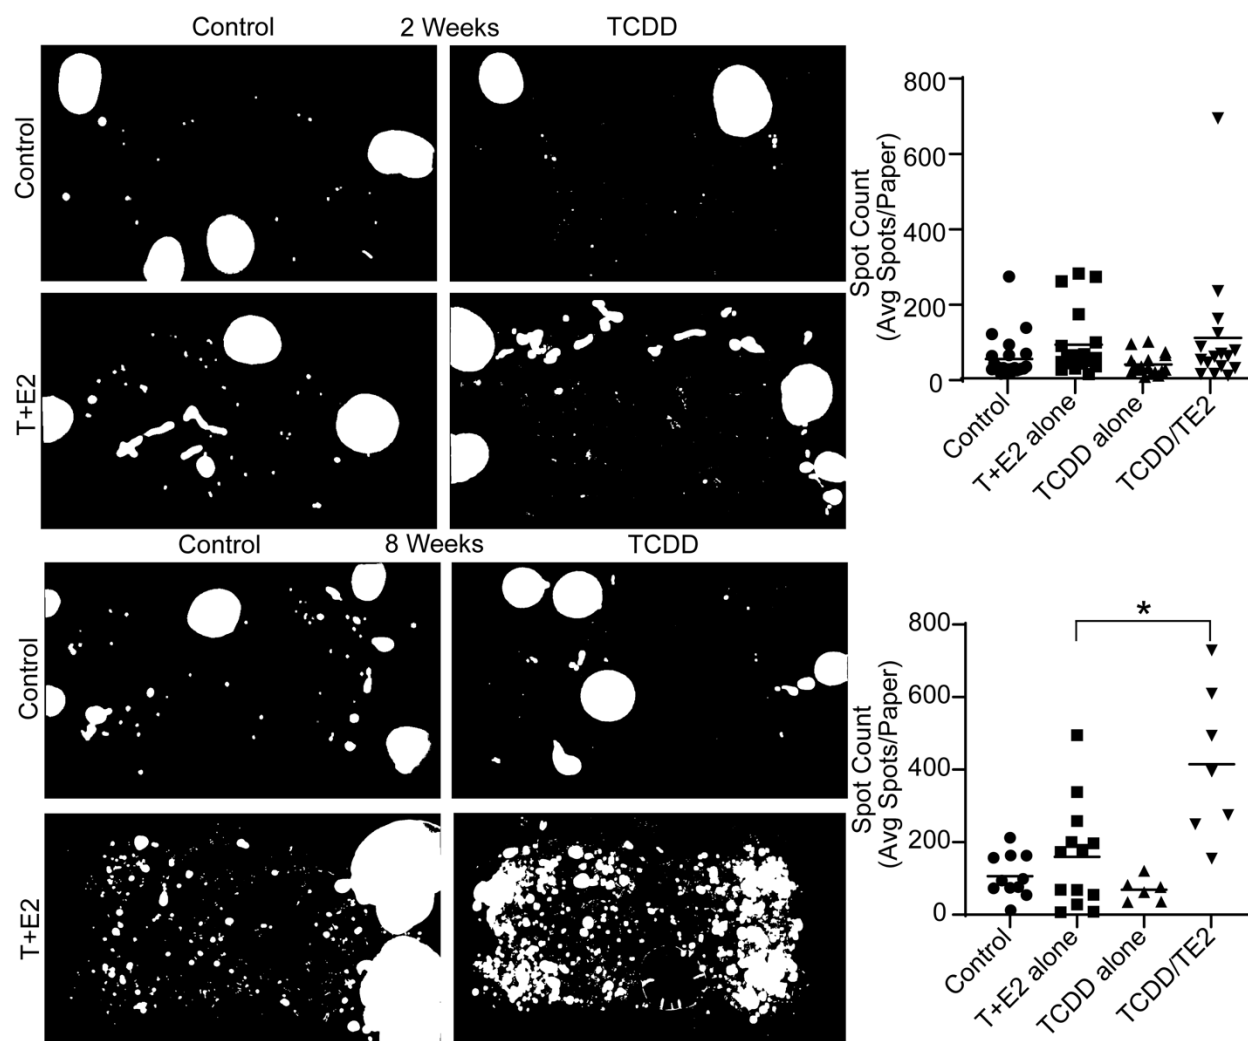 Control 2 Weeks TCDD
Control
T+E2
Spot Count
(Avg Spots/Paper)
800
600
400
200
0
Control
T+E2 alone
TCDD alone
TCDD/TE2
Control 8 Weeks TCDD
Control
T+E2
Spot Count
(Avg Spots/Paper)
*
800
600
400
200
0
Control
T+E2 alone
TCDD alone
TCDD/TE2